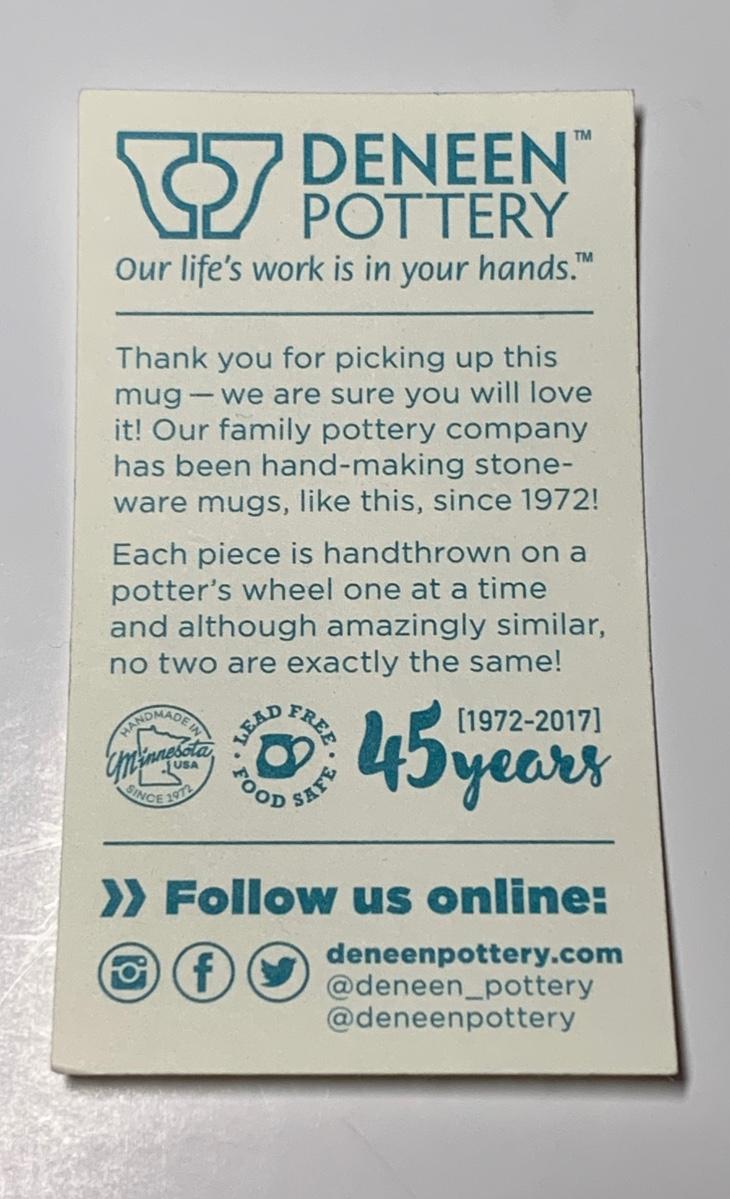 DENEEN™
POTTERY
Our life's work is in your hands.™
Thank you for picking up this
mug — we are sure you will love
it! Our family pottery company
has been hand-making stone-
ware mugs, like this, since 1972!
Each piece is handthrown on a
potter's wheel one at a time
and although amazingly similar,
no two are exactly the same!
HANDMADE IN
Minnesota
USA
SINCE 1972
LEAD FREE
FOOD SAFE
45 [1972-2017]
years
》 Follow us online:
deneenpottery.com
@deneen_pottery
@deneenpottery